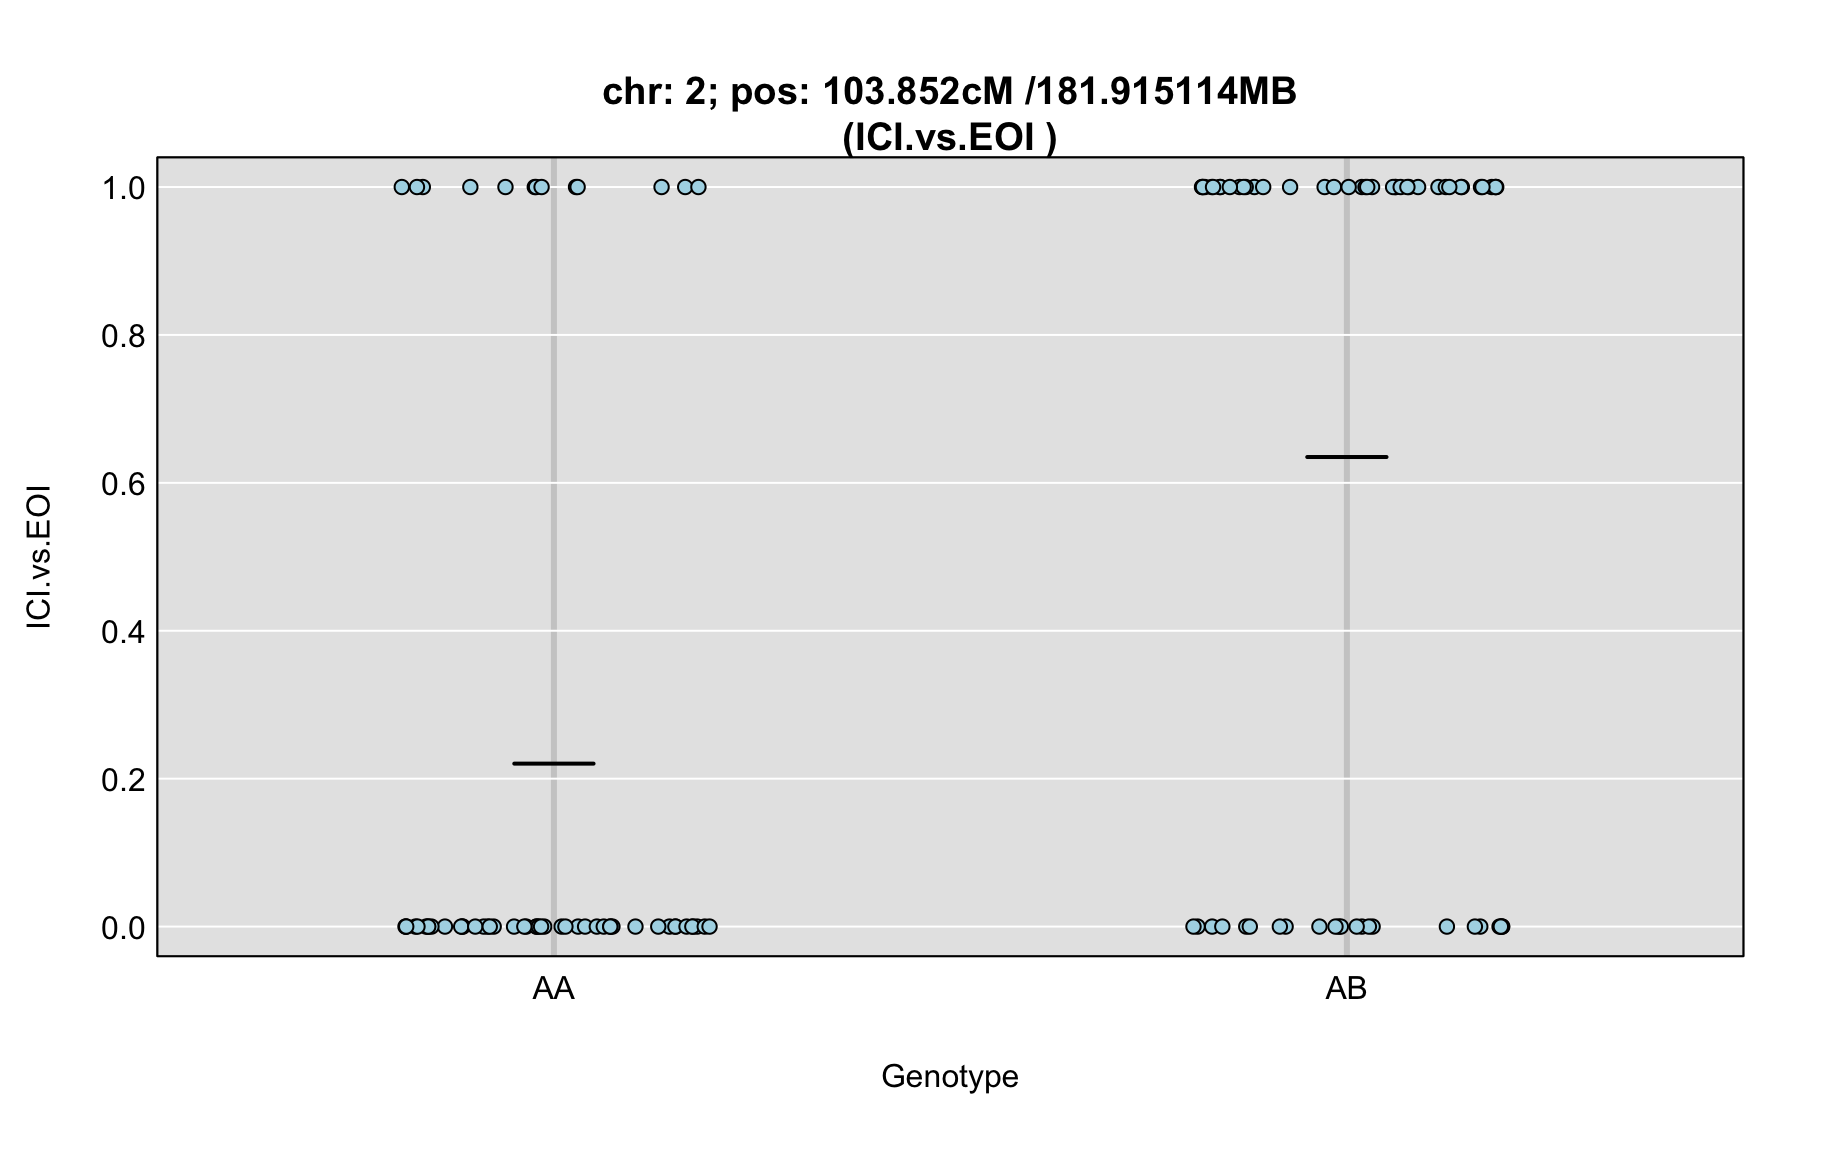 chr: 2; pos: 103.852cM /181.915114MB
(ICI.vs.EOI )
ICI.vs.EOI
1.0
0.8
0.6
0.4
0.2
0.0
AA
AB
Genotype